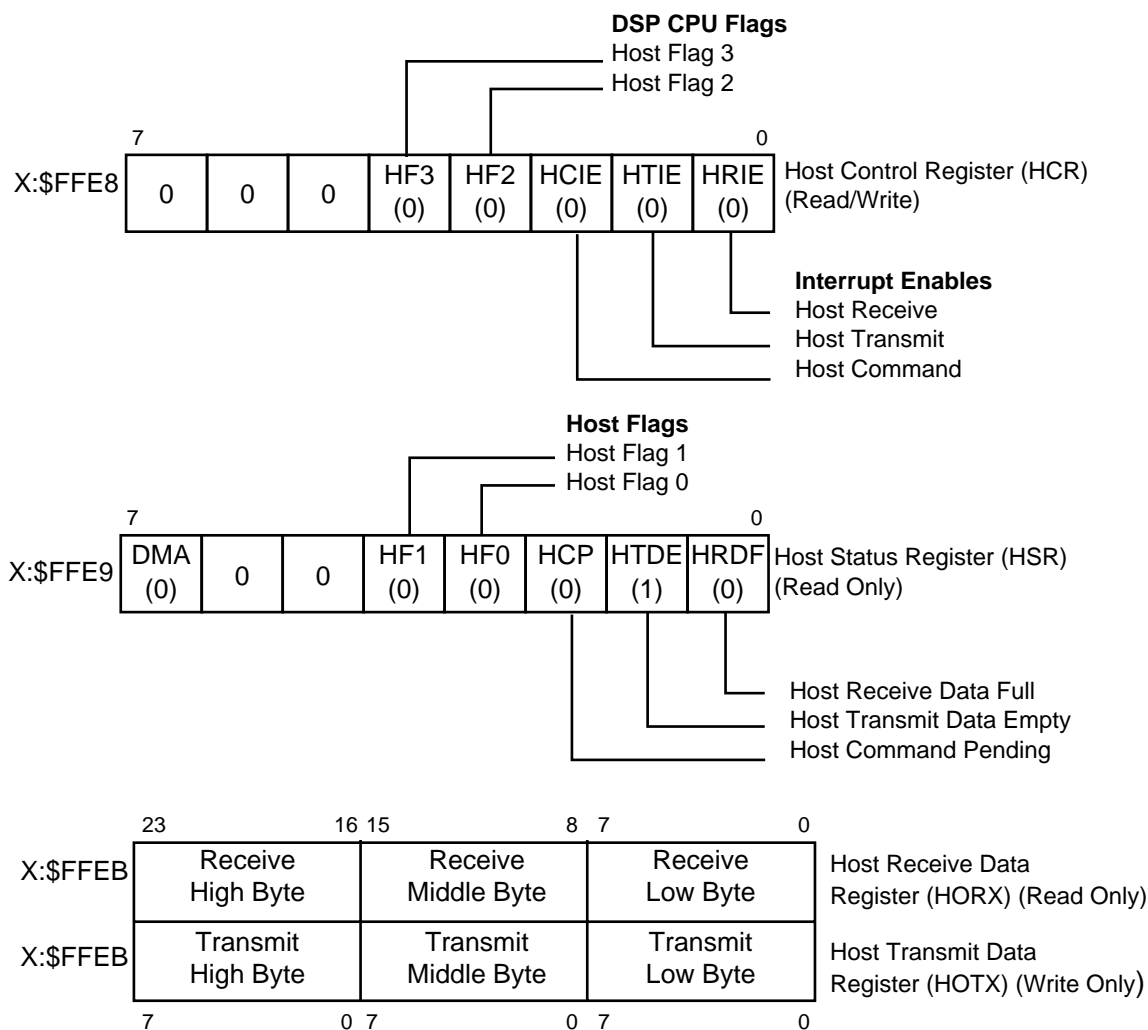 DSP CPU Flags
Host Flag 3
Host Flag 2
7 0
X:$FFE8 0 0 0 HF3 (0) HF2 (0) HCIE (0) HTIE (0) HRIE (0) Host Control Register (HCR) (Read/Write)
Interrupt Enables
Host Receive
Host Transmit
Host Command
Host Flags
Host Flag 1
Host Flag 0
7 0
X:$FFE9 DMA (0) 0 0 HF1 (0) HF0 (0) HCP (0) HTDE (1) HRDF (0) Host Status Register (HSR) (Read Only)
Host Receive Data Full
Host Transmit Data Empty
Host Command Pending
23 16 15 8 7 0
X:$FFEB Receive High Byte Receive Middle Byte Receive Low Byte Host Receive Data Register (HORX) (Read Only)
X:$FFEB Transmit High Byte Transmit Middle Byte Transmit Low Byte Host Transmit Data Register (HOTX) (Write Only)
7 0 7 0 7 0